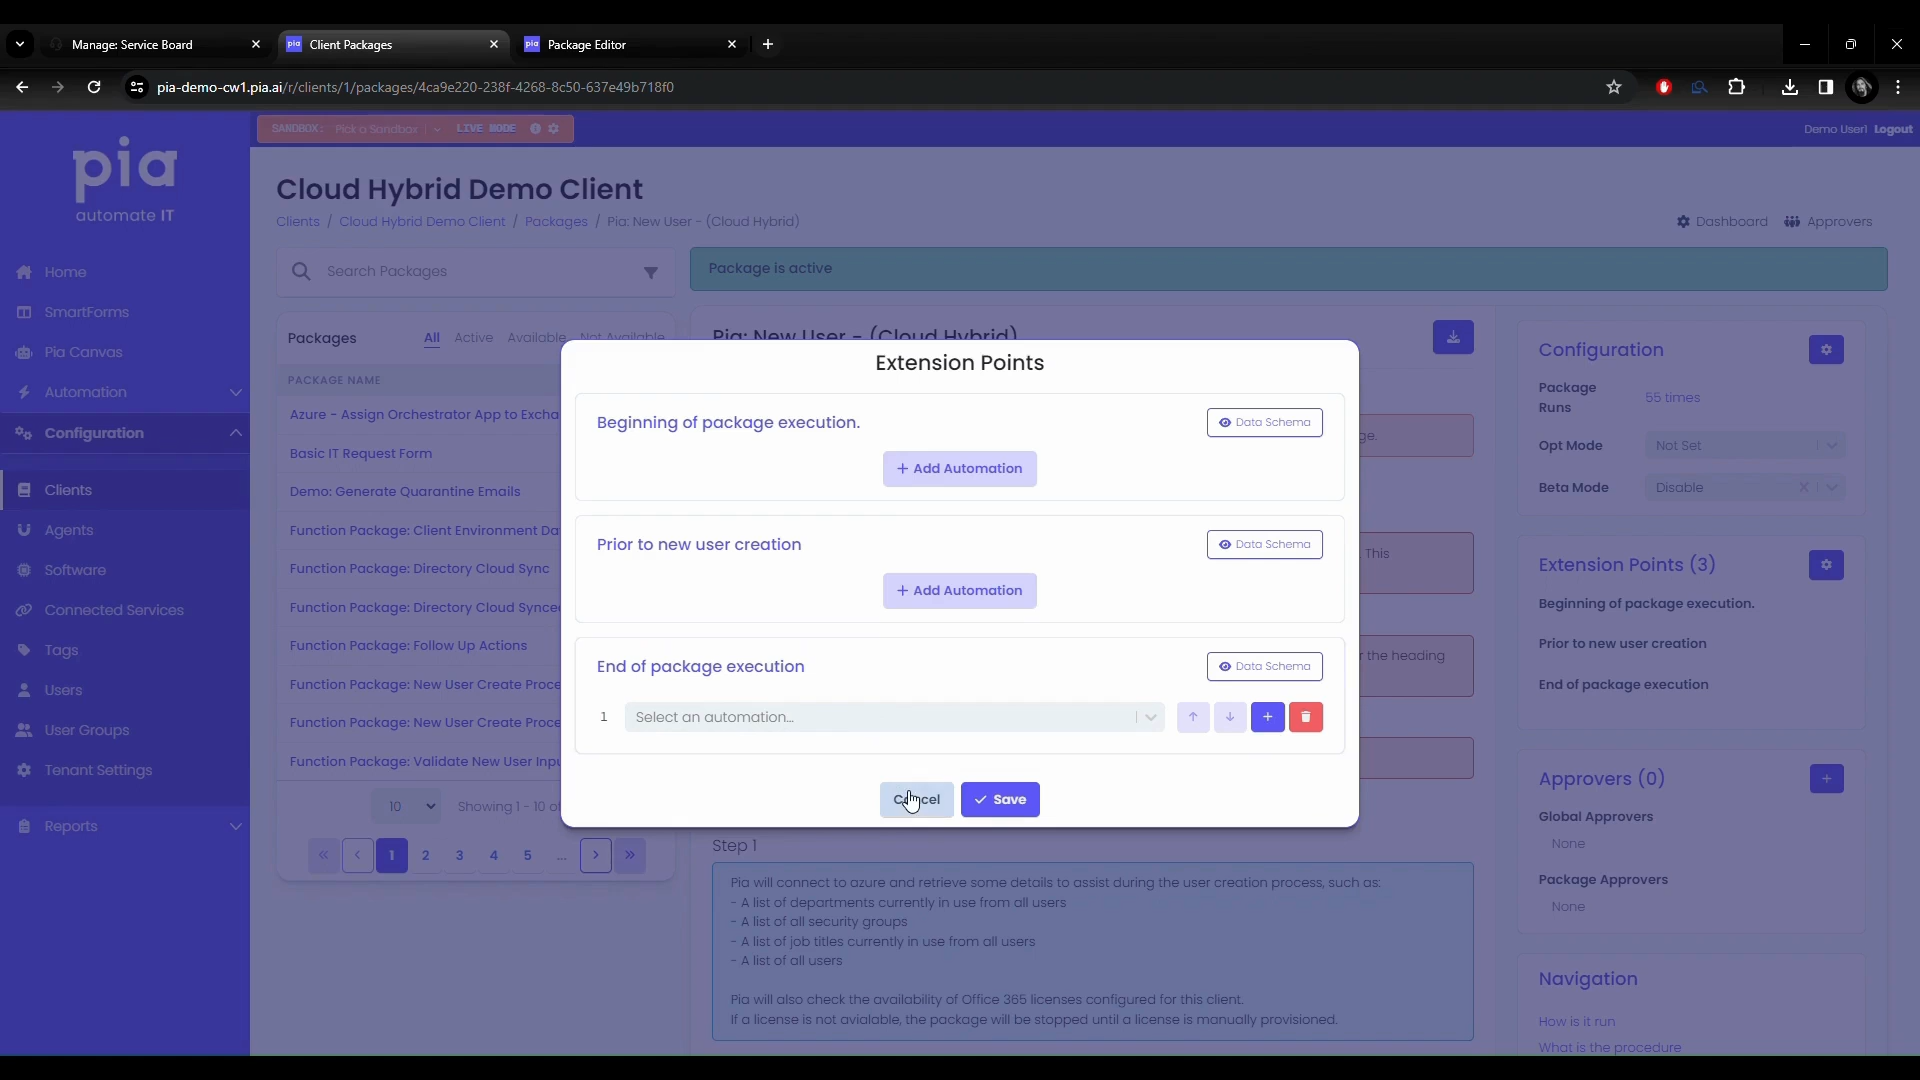 Manage: Service Board
pia Client Packages
pia Package Editor
pia-demo-cw1.pia.ai/r/clients/1/packages/4ca9e220-238f-4268-8c50-637e49b718f0
SANDBOX: Pick a Sandbox LIVE MODE
Demo User1 Logout
pia
automate IT
Home
SmartForms
Pia Canvas
Automation
Configuration
Clients
Agents
Software
Connected Services
Tags
Users
User Groups
Tenant Settings
Reports
Cloud Hybrid Demo Client
Clients / Cloud Hybrid Demo Client / Packages / Pia: New User - (Cloud Hybrid)
Dashboard Approvers
Search Packages
Package is active
Packages All Active Available Not Available
PACKAGE NAME
Azure - Assign Orchestrator App to Excha
Basic IT Request Form
Demo: Generate Quarantine Emails
Function Package: Client Environment Da
Function Package: Directory Cloud Sync
Function Package: Directory Cloud Synce
Function Package: Follow Up Actions
Function Package: New User Create Proce
Function Package: New User Create Proce
Function Package: Validate New User Inpu
10 Showing 1 - 10 of
« < 1 2 3 4 5 ... > »
Pia: New User - (Cloud Hybrid)
ge.
. This
r the heading
Extension Points
Beginning of package execution.
Data Schema
+ Add Automation
Prior to new user creation
Data Schema
+ Add Automation
End of package execution
Data Schema
1 Select an automation...
Cancel Save
Step 1
Pia will connect to azure and retrieve some details to assist during the user creation process, such as:
- A list of departments currently in use from all users
- A list of all security groups
- A list of job titles currently in use from all users
- A list of all users
Pia will also check the availability of Office 365 licenses configured for this client.
If a license is not avialable, the package will be stopped until a license is manually provisioned.
Configuration
Package Runs 55 times
Opt Mode Not Set
Beta Mode Disable
Extension Points (3)
Beginning of package execution.
Prior to new user creation
End of package execution
Approvers (0)
Global Approvers
None
Package Approvers
None
Navigation
How is it run
What is the procedure